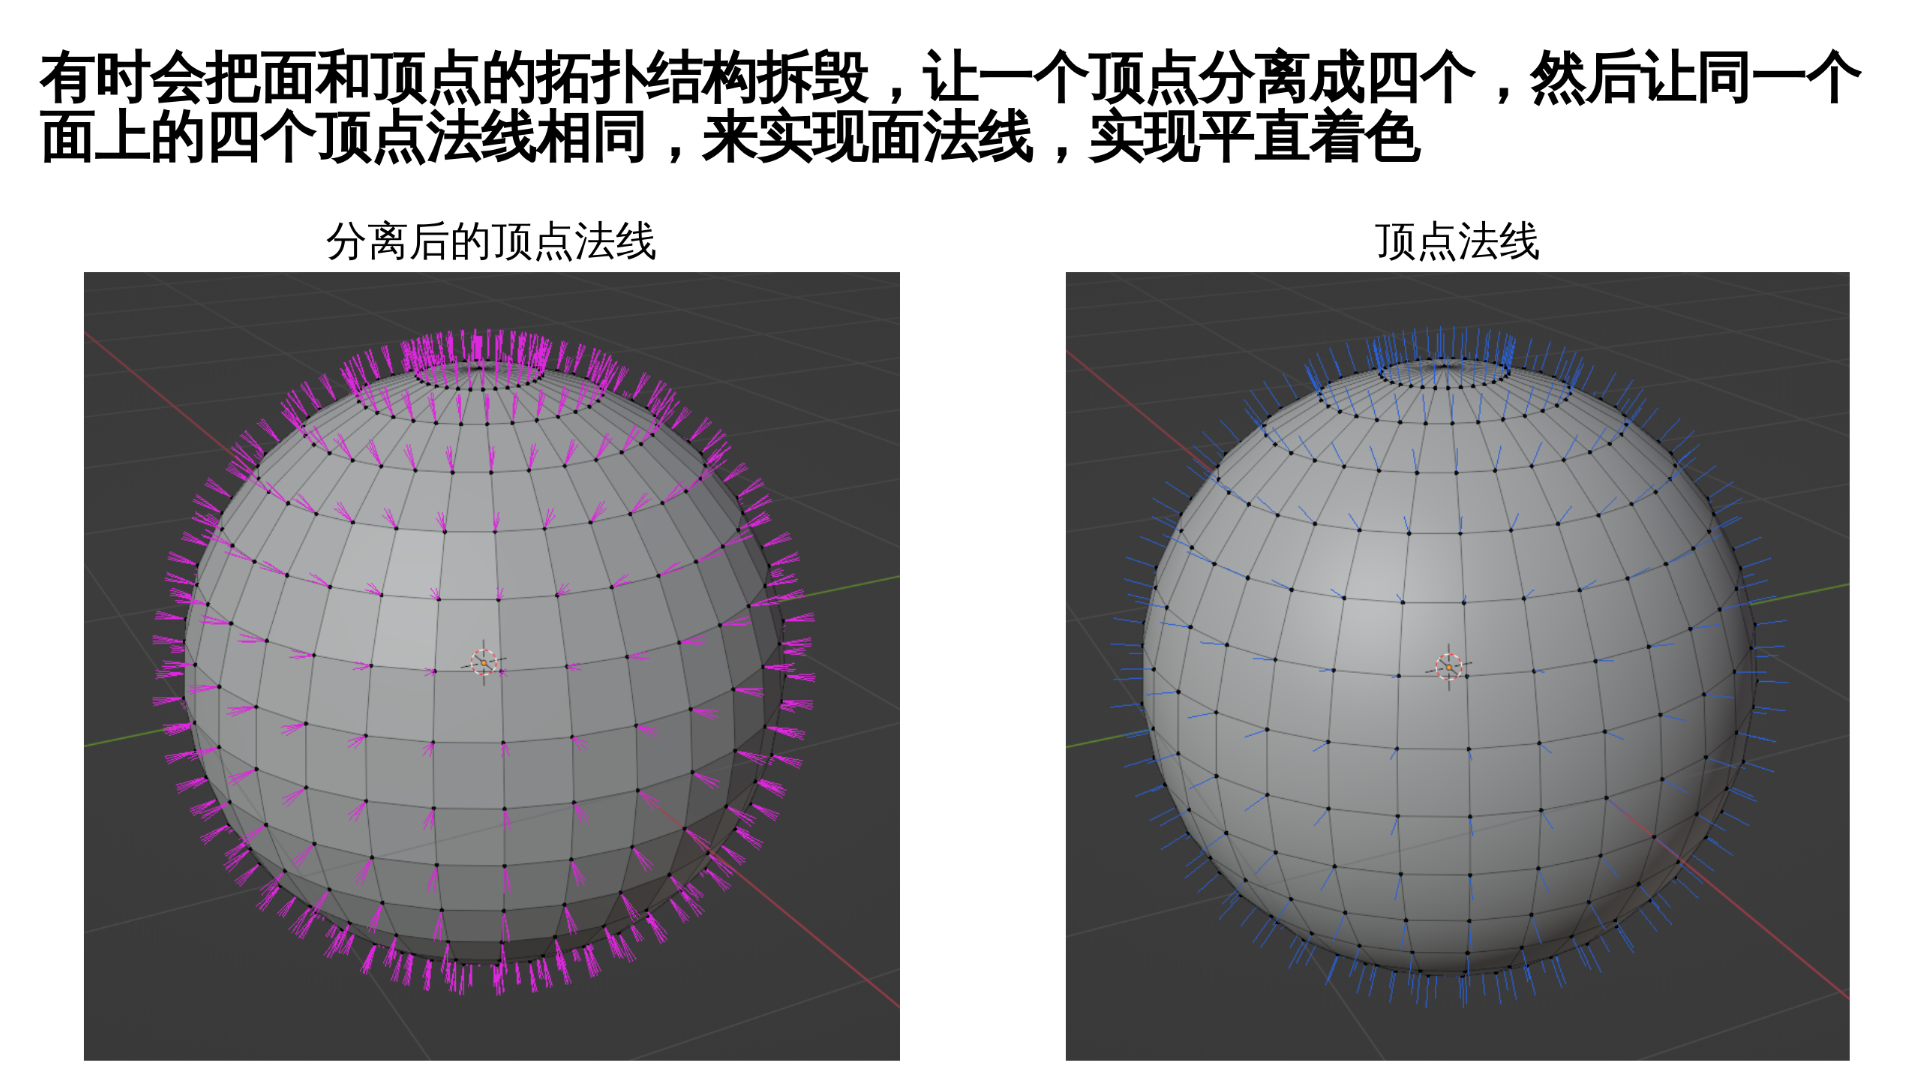 有时会把面和顶点的拓扑结构拆毁，让一个顶点分离成四个，然后让同一个
面上的四个顶点法线相同，来实现面法线，实现平直着色
分离后的顶点法线
顶点法线